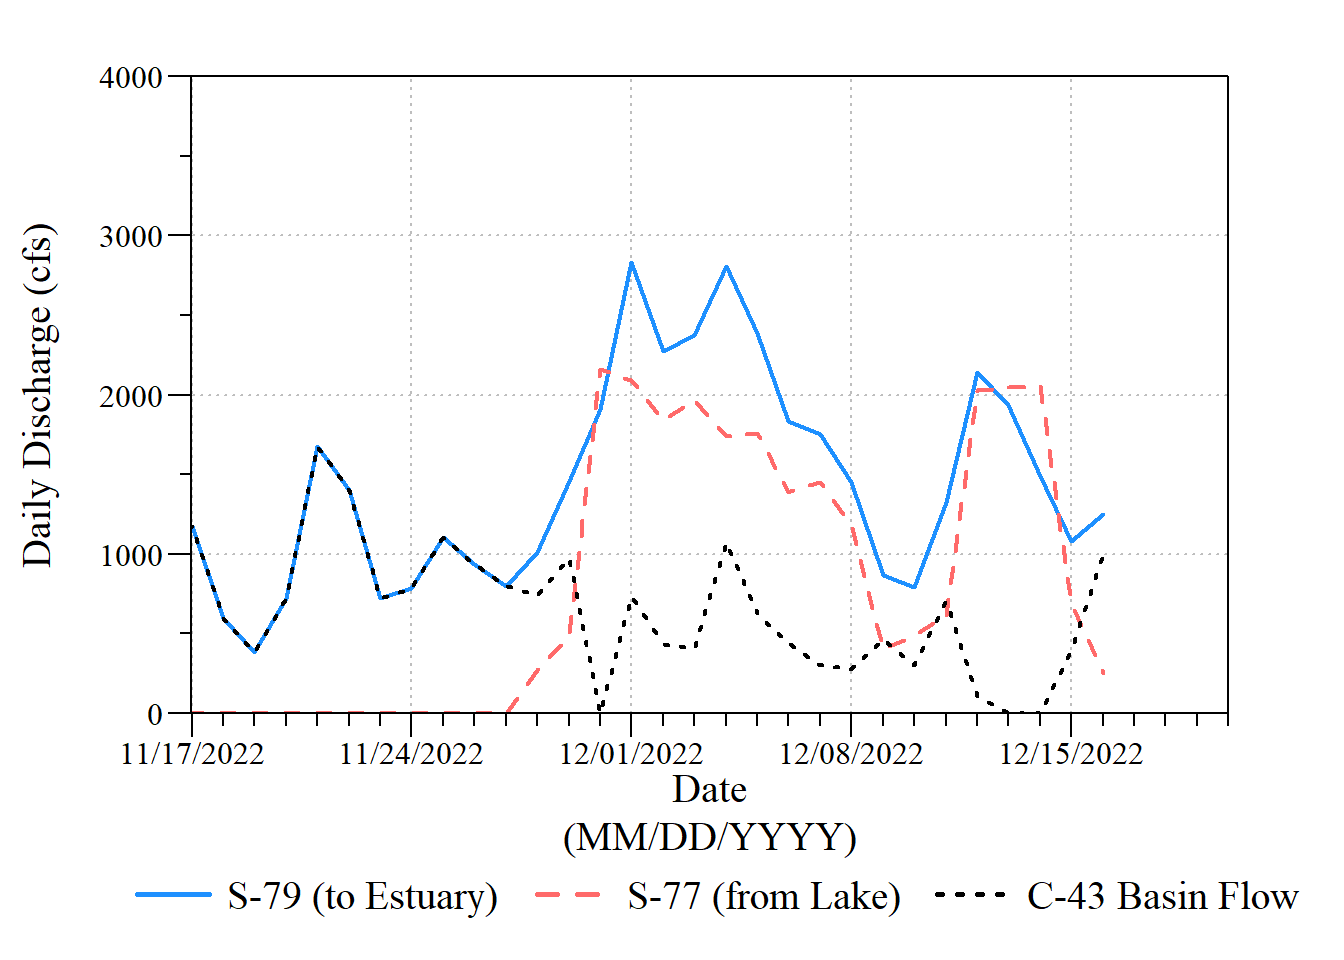 Daily Discharge (cfs)
4000
3000
2000
1000
0
11/17/2022 11/24/2022 12/01/2022 12/08/2022 12/15/2022
Date
(MM/DD/YYYY)
S-79 (to Estuary) S-77 (from Lake) C-43 Basin Flow